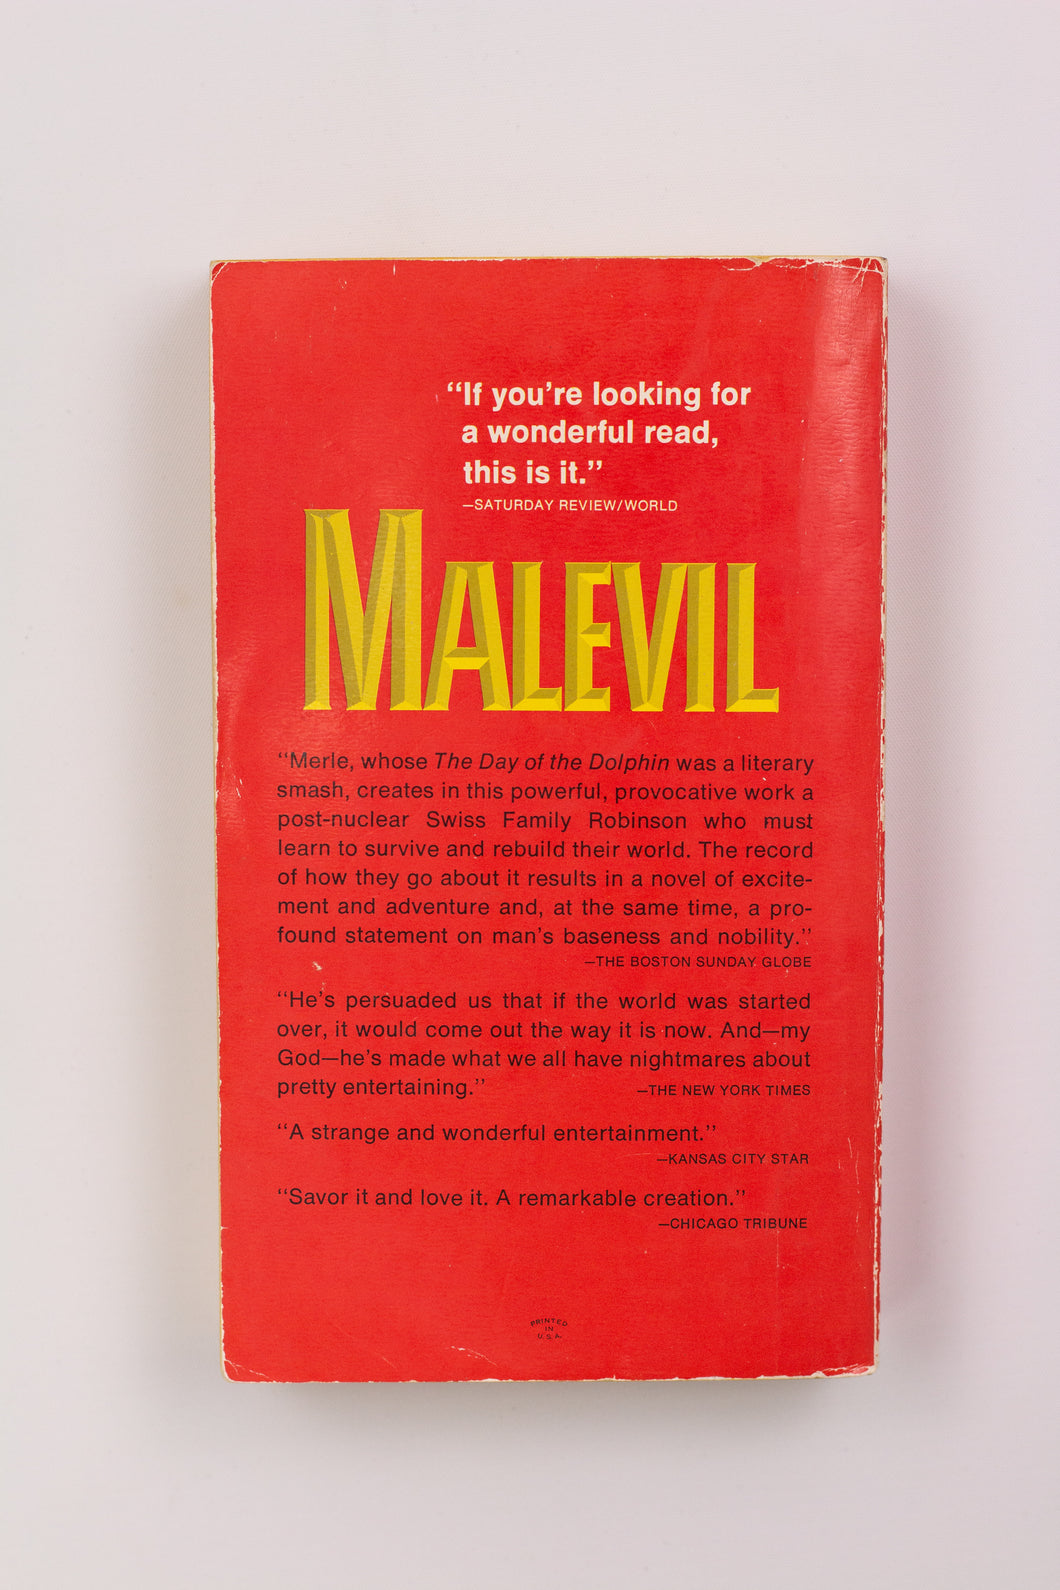 “If you’re looking for
a wonderful read,
this is it.”
—SATURDAY REVIEW/WORLD
MALEVIL
“Merle, whose The Day of the Dolphin was a literary
smash, creates in this powerful, provocative work a
post-nuclear Swiss Family Robinson who must
learn to survive and rebuild their world. The record
of how they go about it results in a novel of excite-
ment and adventure and, at the same time, a pro-
found statement on man’s baseness and nobility.”
—THE BOSTON SUNDAY GLOBE
“He’s persuaded us that if the world was started
over, it would come out the way it is now. And—my
God—he’s made what we all have nightmares about
pretty entertaining.” —THE NEW YORK TIMES
“A strange and wonderful entertainment.”
—KANSAS CITY STAR
“Savor it and love it. A remarkable creation.”
—CHICAGO TRIBUNE
PRINTED
IN
U.S.A.